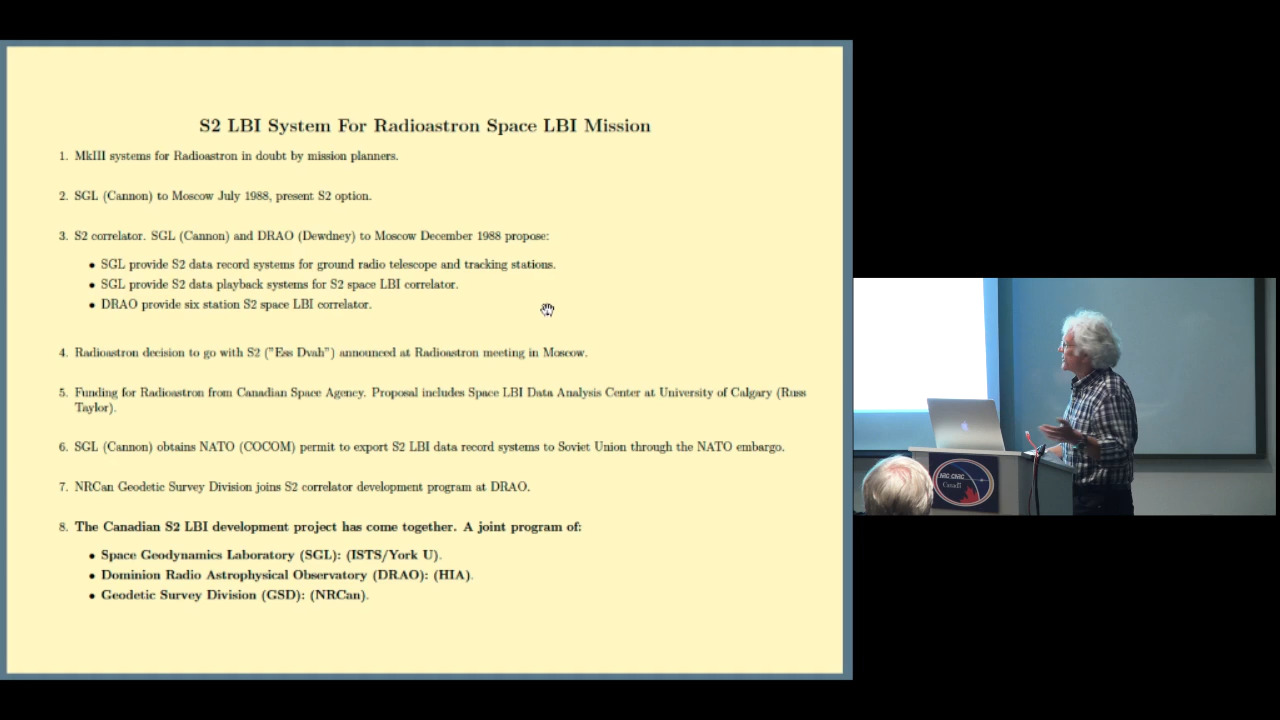 S2 LBI System For Radioastron Space LBI Mission
1. MkIII systems for Radioastron in doubt by mission planners.
2. SGL (Cannon) to Moscow July 1988, present S2 option.
3. S2 correlator. SGL (Cannon) and DRAO (Dewdney) to Moscow December 1988 propose:
• SGL provide S2 data record systems for ground radio telescope and tracking stations.
• SGL provide S2 data playback systems for S2 space LBI correlator.
• DRAO provide six station S2 space LBI correlator.
4. Radioastron decision to go with S2 ("Ess Dvah") announced at Radioastron meeting in Moscow.
5. Funding for Radioastron from Canadian Space Agency. Proposal includes Space LBI Data Analysis Center at University of Calgary (Russ
Taylor).
6. SGL (Cannon) obtains NATO (COCOM) permit to export S2 LBI data record systems to Soviet Union through the NATO embargo.
7. NRCan Geodetic Survey Division joins S2 correlator development program at DRAO.
8. The Canadian S2 LBI development project has come together. A joint program of:
• Space Geodynamics Laboratory (SGL): (ISTS/York U).
• Dominion Radio Astrophysical Observatory (DRAO): (HIA).
• Geodetic Survey Division (GSD): (NRCan).
NRC·CNRC
Canada